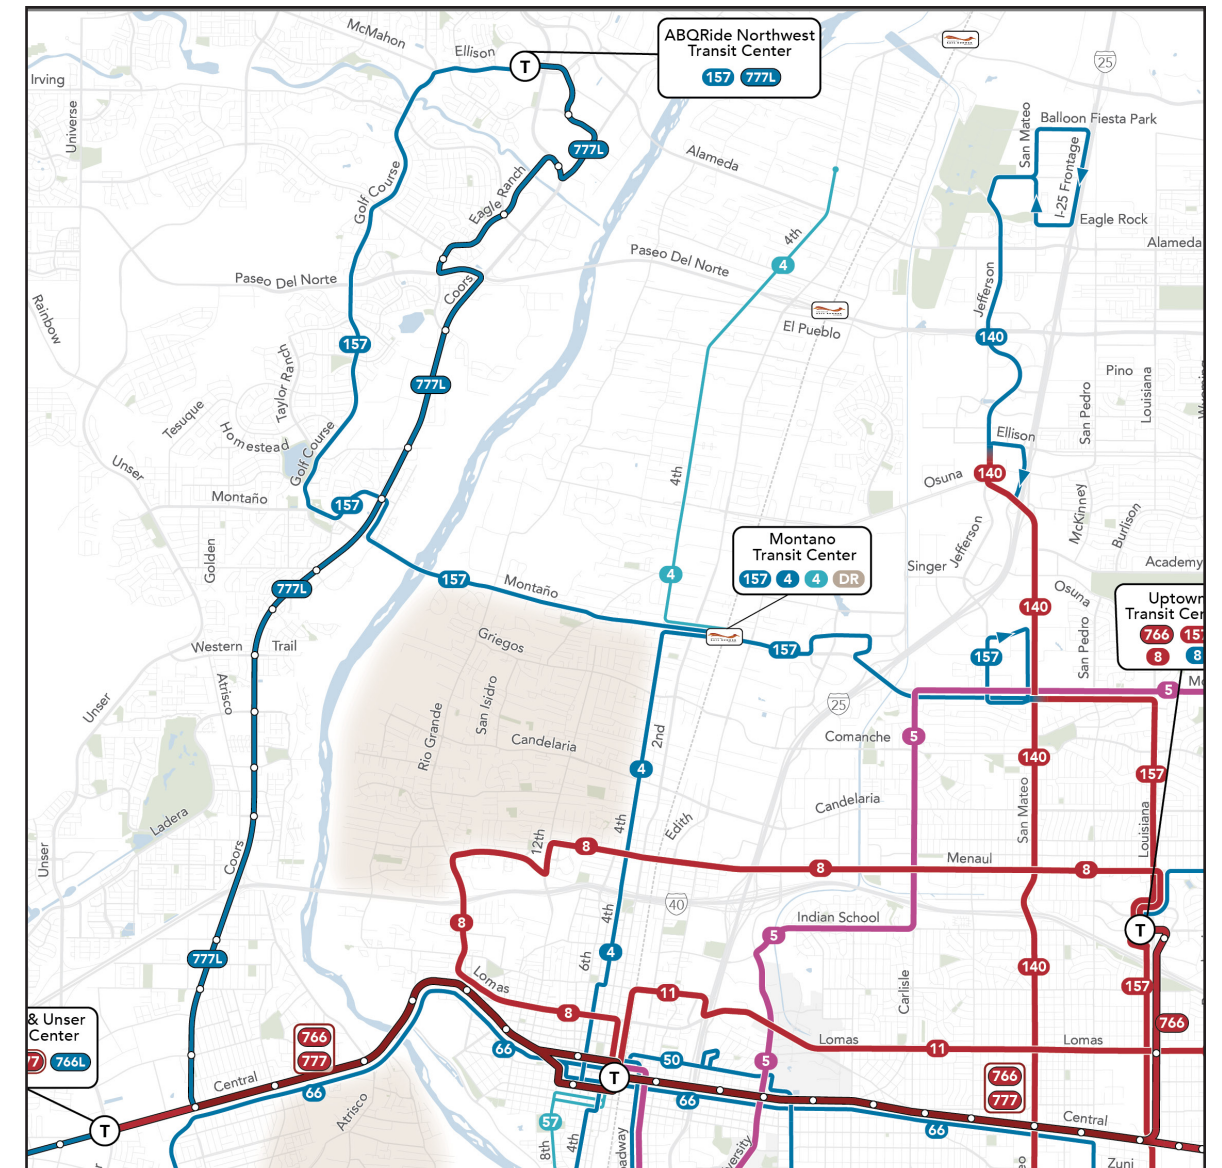 McMahon
Ellison
ABQRide Northwest
Transit Center
157 777L
25
Irving
Universe
San Mateo
Balloon Fiesta Park
777L
Alameda
I-25 Frontage
Golf Course
Eagle Ranch
Eagle Rock
4th
Alameda
4
Paseo Del Norte
Paseo Del Norte
Coors
Jefferson
Rainbow
El Pueblo
140
157
Taylor Ranch
777L
Pino
San Pedro
Louisiana
Tesuque
Homestead
Golf Course
Ellison
Unser
4th
Osuna
140
Montaño
157
McKinney
Burlison
Golden
Jefferson
Montano
Transit Center
157 4 4 DR
Singer
Academy
777L
157
Montaño
4
Osuna
140
Uptown
Transit Cer
766 157
8 8
Griegos
Western
Trail
157
157
San Pedro
Atrisco
Unser
San Isidro
Rio Grande
Candelaria
2nd
25
5
Comanche
5
140
4
157
Ladera
Candelaria
San Mateo
Louisiana
Unser
Coors
12th
4th
Edith
8
8
Menaul
8
40
4th
Indian School
8
5
T
777L
6th
4
140
Lomas
Carlisle
157
8
11
766
& Unser
Center
77 766L
766
777
66
50
Lomas
11
Lomas
5
T
766
777
Central
66
66
Central
66
T
Atrisco
57
8th
4th
Zuni